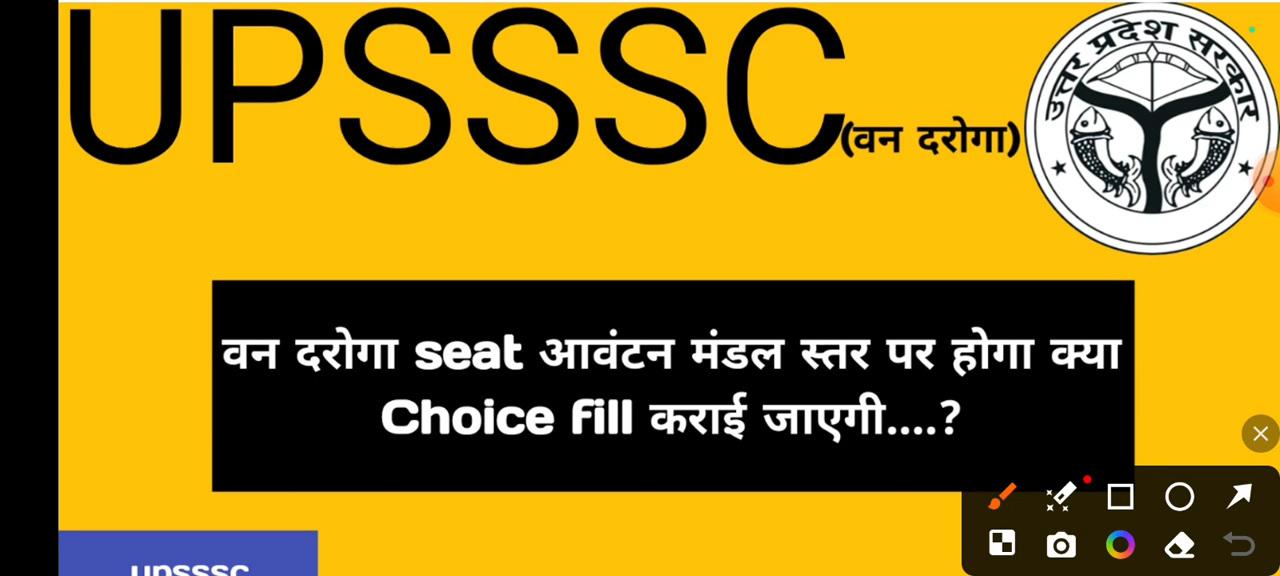 UPSSSC
(वन दरोगा)
उत्तर प्रदेश सरकार
वन दरोगा seat आवंटन मंडल स्तर पर होगा क्या
Choice fill कराई जाएगी....?
upsssc